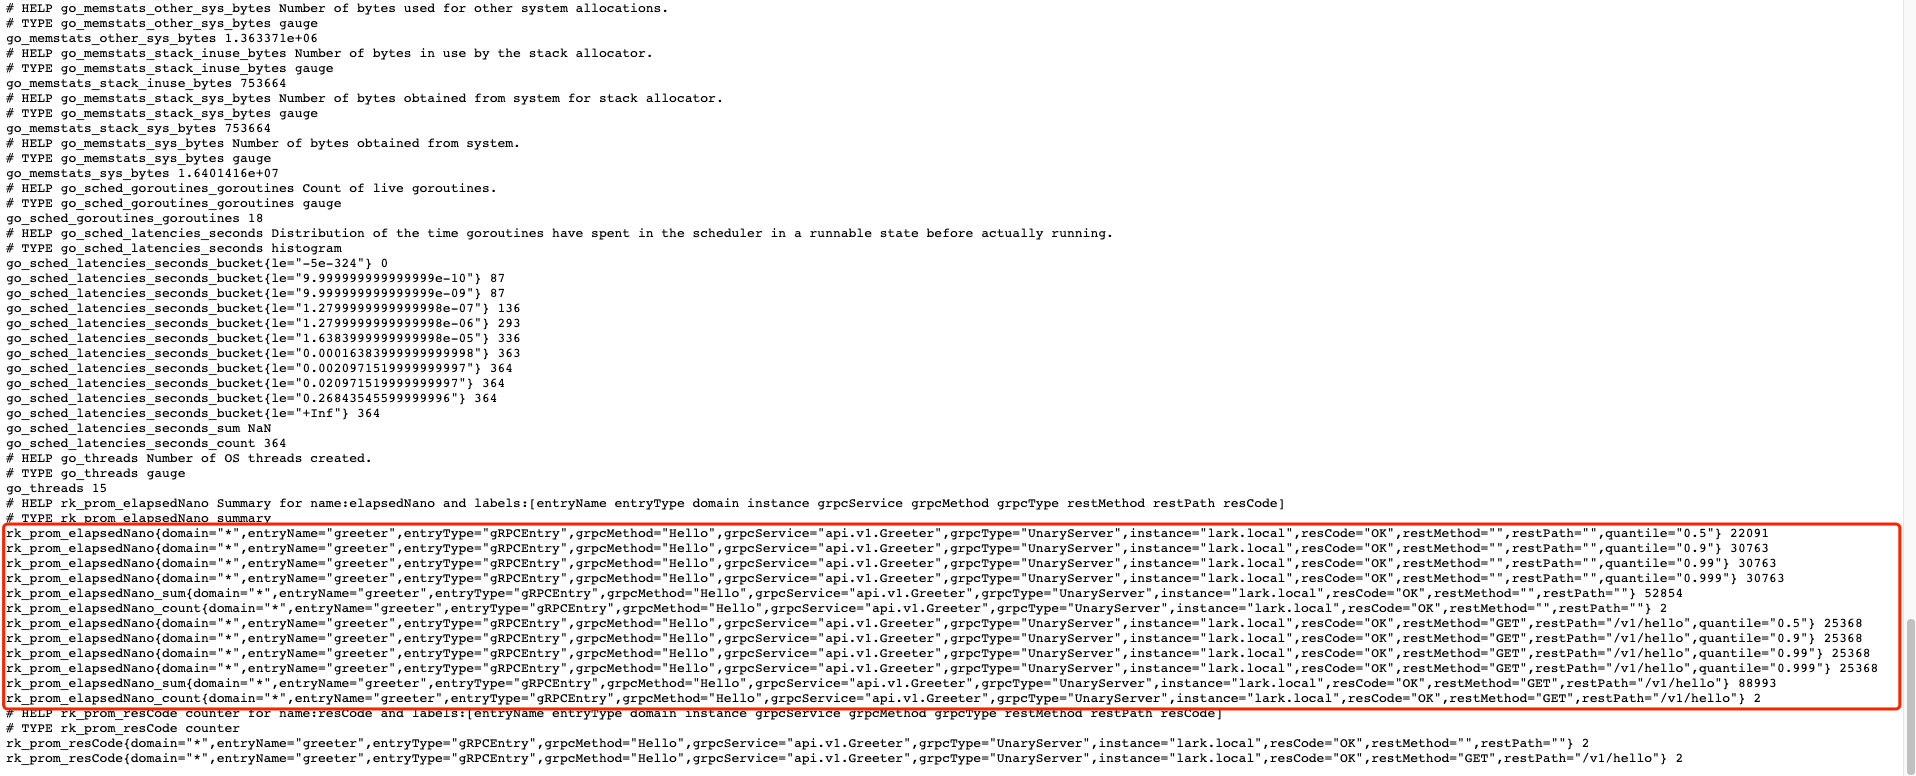 # HELP go_memstats_other_sys_bytes Number of bytes used for other system allocations.
# TYPE go_memstats_other_sys_bytes gauge
go_memstats_other_sys_bytes 1.363371e+06
# HELP go_memstats_stack_inuse_bytes Number of bytes in use by the stack allocator.
# TYPE go_memstats_stack_inuse_bytes gauge
go_memstats_stack_inuse_bytes 753664
# HELP go_memstats_stack_sys_bytes Number of bytes obtained from system for stack allocator.
# TYPE go_memstats_stack_sys_bytes gauge
go_memstats_stack_sys_bytes 753664
# HELP go_memstats_sys_bytes Number of bytes obtained from system.
# TYPE go_memstats_sys_bytes gauge
go_memstats_sys_bytes 1.6401416e+07
# HELP go_sched_goroutines_goroutines Count of live goroutines.
# TYPE go_sched_goroutines_goroutines gauge
go_sched_goroutines_goroutines 18
# HELP go_sched_latencies_seconds Distribution of the time goroutines have spent in the scheduler in a runnable state before actually running.
# TYPE go_sched_latencies_seconds histogram
go_sched_latencies_seconds_bucket{le="-5e-324"} 0
go_sched_latencies_seconds_bucket{le="9.999999999999999e-10"} 87
go_sched_latencies_seconds_bucket{le="9.999999999999999e-09"} 87
go_sched_latencies_seconds_bucket{le="1.2799999999999998e-07"} 136
go_sched_latencies_seconds_bucket{le="1.2799999999999998e-06"} 293
go_sched_latencies_seconds_bucket{le="1.6383999999999998e-05"} 336
go_sched_latencies_seconds_bucket{le="0.00016383999999999998"} 363
go_sched_latencies_seconds_bucket{le="0.0020971519999999997"} 364
go_sched_latencies_seconds_bucket{le="0.020971519999999997"} 364
go_sched_latencies_seconds_bucket{le="0.26843545599999996"} 364
go_sched_latencies_seconds_bucket{le="+Inf"} 364
go_sched_latencies_seconds_sum NaN
go_sched_latencies_seconds_count 364
# HELP go_threads Number of OS threads created.
# TYPE go_threads gauge
go_threads 15
# HELP rk_prom_elapsedNano Summary for name:elapsedNano and labels:[entryName entryType domain instance grpcService grpcMethod grpcType restMethod restPath resCode]
# TYPE rk_prom_elapsedNano summary
rk_prom_elapsedNano{domain="*",entryName="greeter",entryType="gRPCEntry",grpcMethod="Hello",grpcService="api.v1.Greeter",grpcType="UnaryServer",instance="lark.local",resCode="OK",restMethod="",restPath="",quantile="0.5"} 22091
rk_prom_elapsedNano{domain="*",entryName="greeter",entryType="gRPCEntry",grpcMethod="Hello",grpcService="api.v1.Greeter",grpcType="UnaryServer",instance="lark.local",resCode="OK",restMethod="",restPath="",quantile="0.9"} 30763
rk_prom_elapsedNano{domain="*",entryName="greeter",entryType="gRPCEntry",grpcMethod="Hello",grpcService="api.v1.Greeter",grpcType="UnaryServer",instance="lark.local",resCode="OK",restMethod="",restPath="",quantile="0.99"} 30763
rk_prom_elapsedNano{domain="*",entryName="greeter",entryType="gRPCEntry",grpcMethod="Hello",grpcService="api.v1.Greeter",grpcType="UnaryServer",instance="lark.local",resCode="OK",restMethod="",restPath="",quantile="0.999"} 30763
rk_prom_elapsedNano_sum{domain="*",entryName="greeter",entryType="gRPCEntry",grpcMethod="Hello",grpcService="api.v1.Greeter",grpcType="UnaryServer",instance="lark.local",resCode="OK",restMethod="",restPath=""} 52854
rk_prom_elapsedNano_count{domain="*",entryName="greeter",entryType="gRPCEntry",grpcMethod="Hello",grpcService="api.v1.Greeter",grpcType="UnaryServer",instance="lark.local",resCode="OK",restMethod="",restPath=""} 2
rk_prom_elapsedNano{domain="*",entryName="greeter",entryType="gRPCEntry",grpcMethod="Hello",grpcService="api.v1.Greeter",grpcType="UnaryServer",instance="lark.local",resCode="OK",restMethod="GET",restPath="/v1/hello",quantile="0.5"} 25368
rk_prom_elapsedNano{domain="*",entryName="greeter",entryType="gRPCEntry",grpcMethod="Hello",grpcService="api.v1.Greeter",grpcType="UnaryServer",instance="lark.local",resCode="OK",restMethod="GET",restPath="/v1/hello",quantile="0.9"} 25368
rk_prom_elapsedNano{domain="*",entryName="greeter",entryType="gRPCEntry",grpcMethod="Hello",grpcService="api.v1.Greeter",grpcType="UnaryServer",instance="lark.local",resCode="OK",restMethod="GET",restPath="/v1/hello",quantile="0.99"} 25368
rk_prom_elapsedNano{domain="*",entryName="greeter",entryType="gRPCEntry",grpcMethod="Hello",grpcService="api.v1.Greeter",grpcType="UnaryServer",instance="lark.local",resCode="OK",restMethod="GET",restPath="/v1/hello",quantile="0.999"} 25368
rk_prom_elapsedNano_sum{domain="*",entryName="greeter",entryType="gRPCEntry",grpcMethod="Hello",grpcService="api.v1.Greeter",grpcType="UnaryServer",instance="lark.local",resCode="OK",restMethod="GET",restPath="/v1/hello"} 88993
rk_prom_elapsedNano_count{domain="*",entryName="greeter",entryType="gRPCEntry",grpcMethod="Hello",grpcService="api.v1.Greeter",grpcType="UnaryServer",instance="lark.local",resCode="OK",restMethod="GET",restPath="/v1/hello"} 2
# HELP rk_prom_resCode counter for name:resCode and labels:[entryName entryType domain instance grpcService grpcMethod grpcType restMethod restPath resCode]
# TYPE rk_prom_resCode counter
rk_prom_resCode{domain="*",entryName="greeter",entryType="gRPCEntry",grpcMethod="Hello",grpcService="api.v1.Greeter",grpcType="UnaryServer",instance="lark.local",resCode="OK",restMethod="",restPath=""} 2
rk_prom_resCode{domain="*",entryName="greeter",entryType="gRPCEntry",grpcMethod="Hello",grpcService="api.v1.Greeter",grpcType="UnaryServer",instance="lark.local",resCode="OK",restMethod="GET",restPath="/v1/hello"} 2